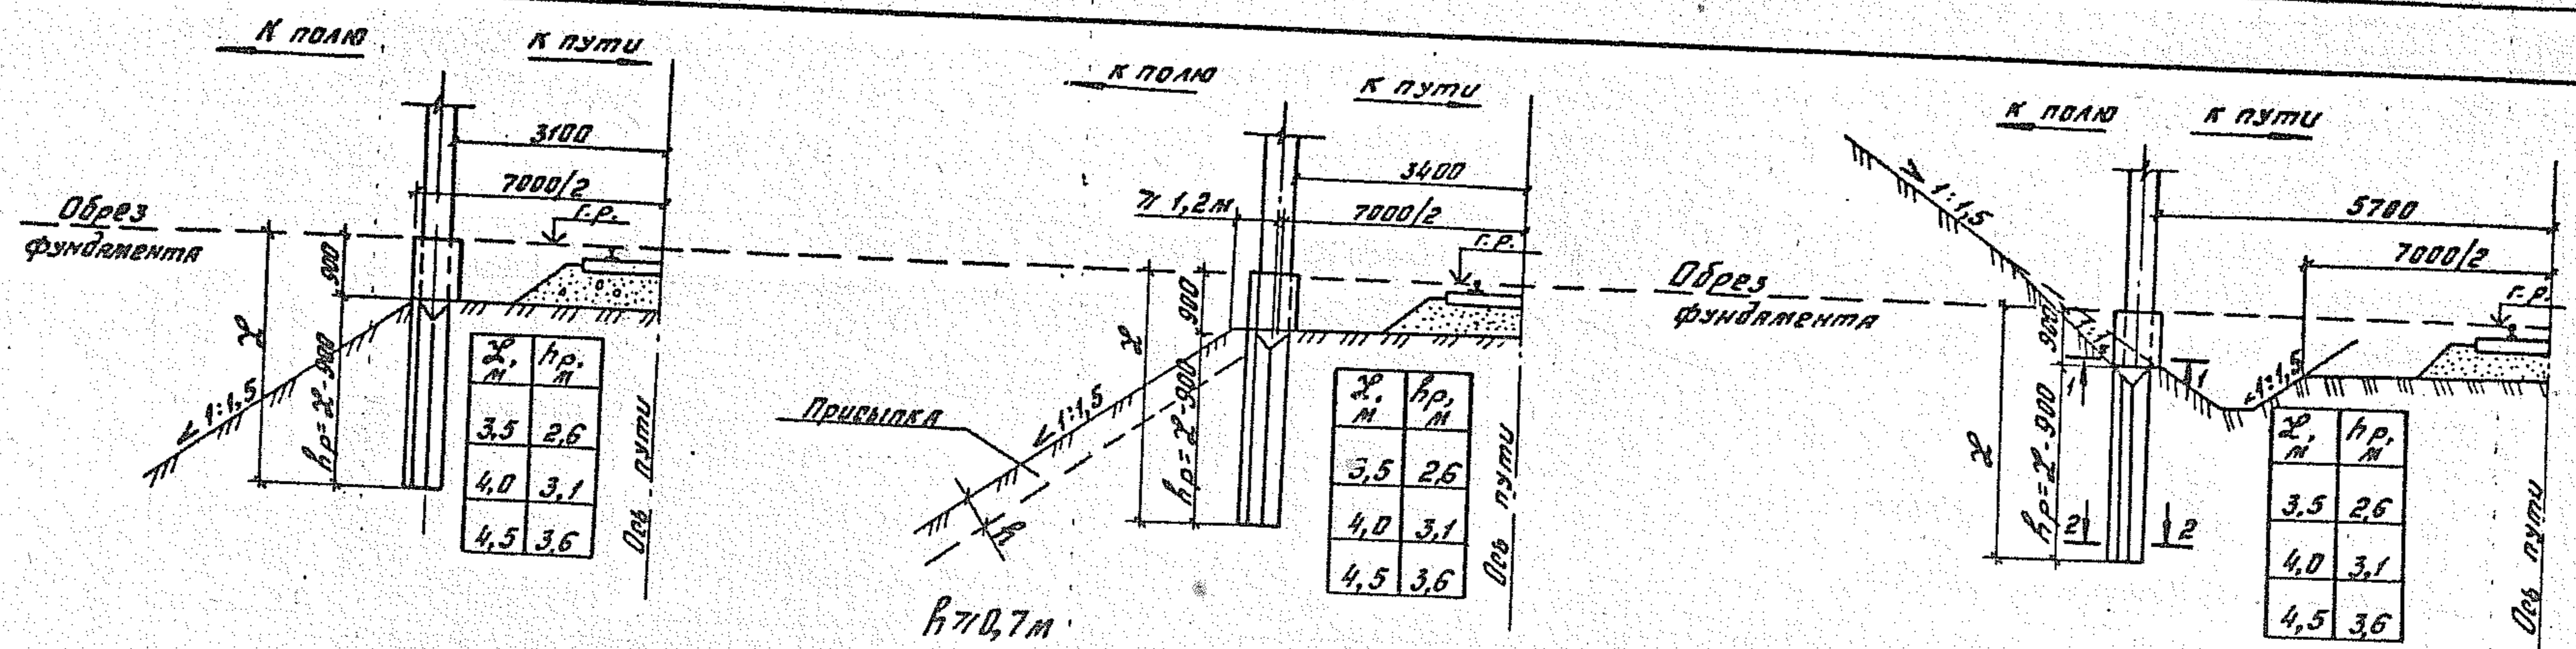 К полю
К пути
3100
7000/2
Обрез
фундамента
г.р.
900
ℒ
hр=ℒ-900
1:1,5
ℒ, м
hр, м
3,5 2,6
4,0 3,1
4,5 3,6
Ось пути
К полю
К пути
3400
⩾ 1,2м
7000/2
г.р.
900
ℒ
hр=ℒ-900
1:1,5
Присыпка
h
h⩾0,7м
ℒ, м
hр, м
3,5 2,6
4,0 3,1
4,5 3,6
Ось пути
К полю
К пути
1:1,5
5700
7000/2
Обрез
фундамента
г.р.
900
ℒ
hр=ℒ-900
1 1
2 2
1:1,5
ℒ, м
hр, м
3,5 2,6
4,0 3,1
4,5 3,6
Ось пути